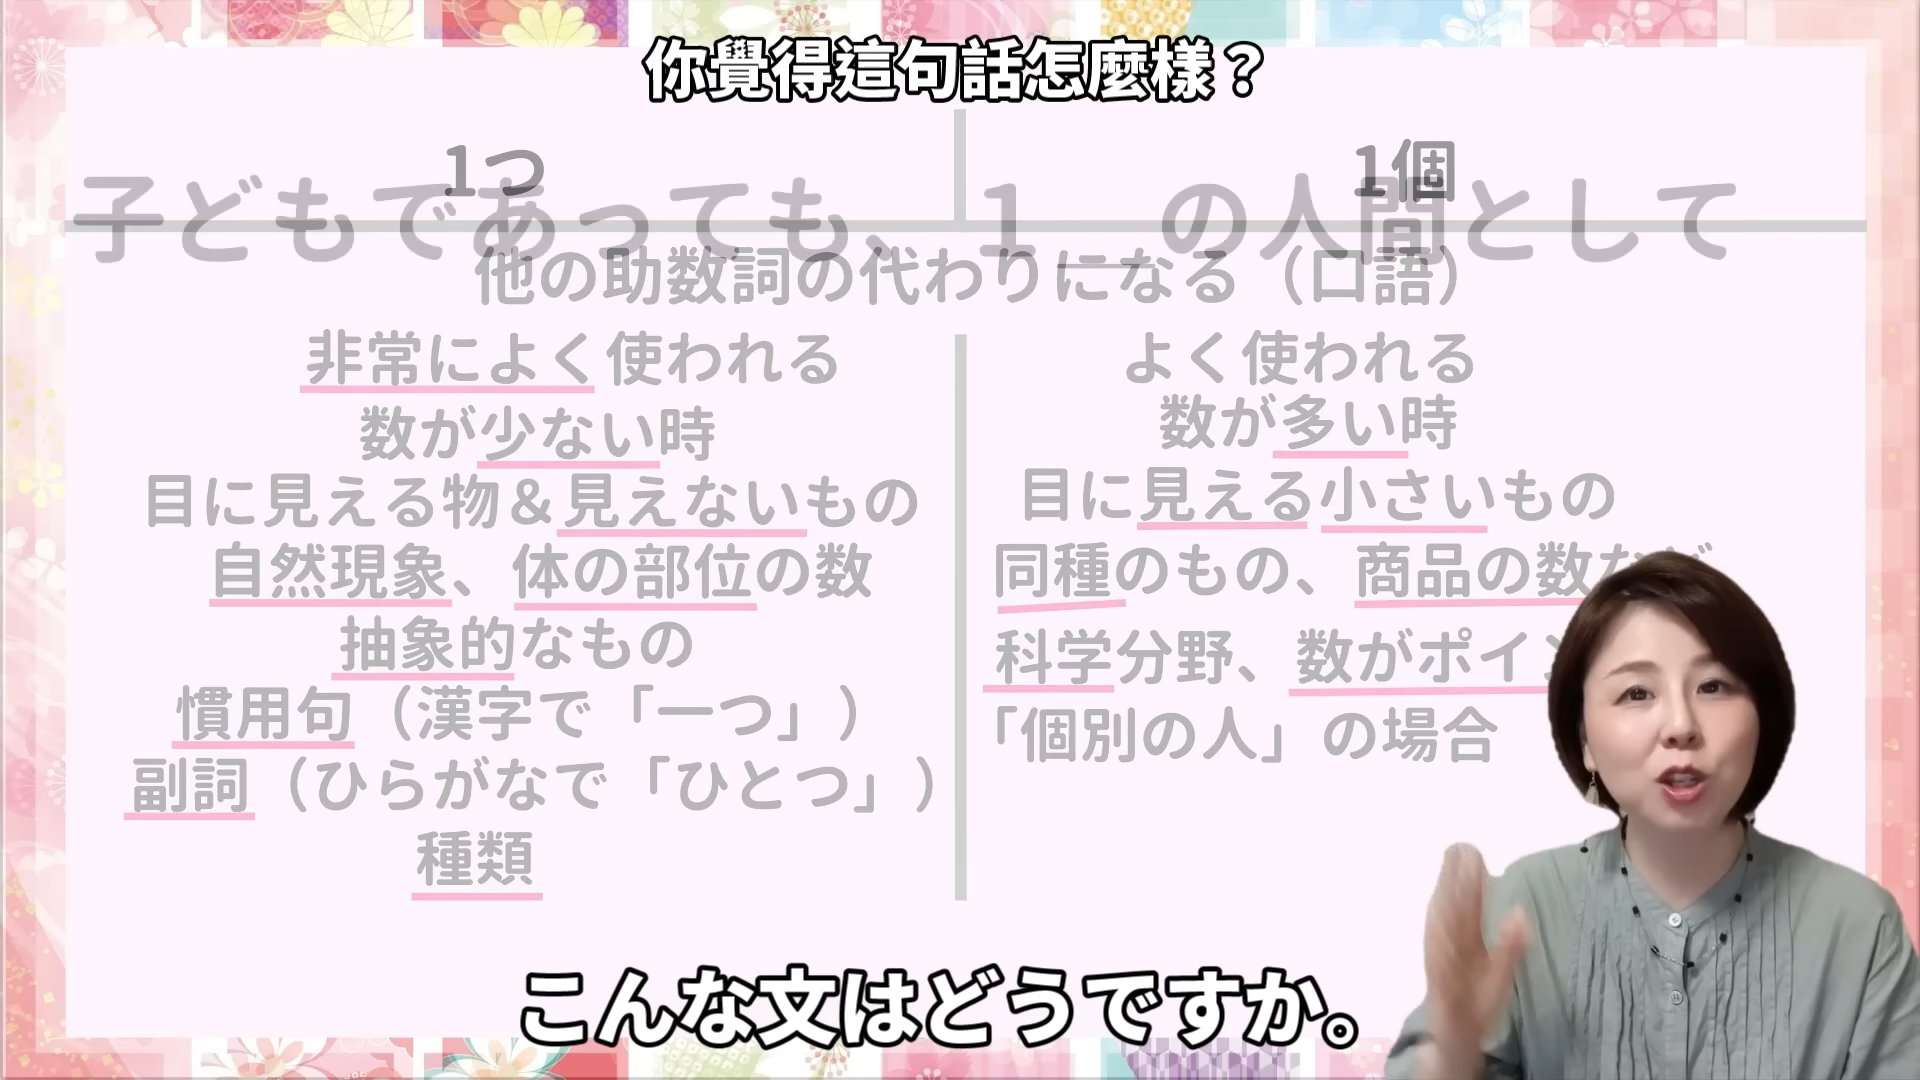 你覺得這句話怎麼樣？
1つ
1個
子どもであっても、1＿の人間として
他の助数詞の代わりになる（口語）
非常によく使われる
数が少ない時
目に見える物＆見えないもの
自然現象、体の部位の数
抽象的なもの
慣用句（漢字で「一つ」）
副詞（ひらがなで「ひとつ」）
種類
よく使われる
数が多い時
目に見える小さいもの
同種のもの、商品の数など
科学分野、数がポイン
「個別の人」の場合
こんな文はどうですか。